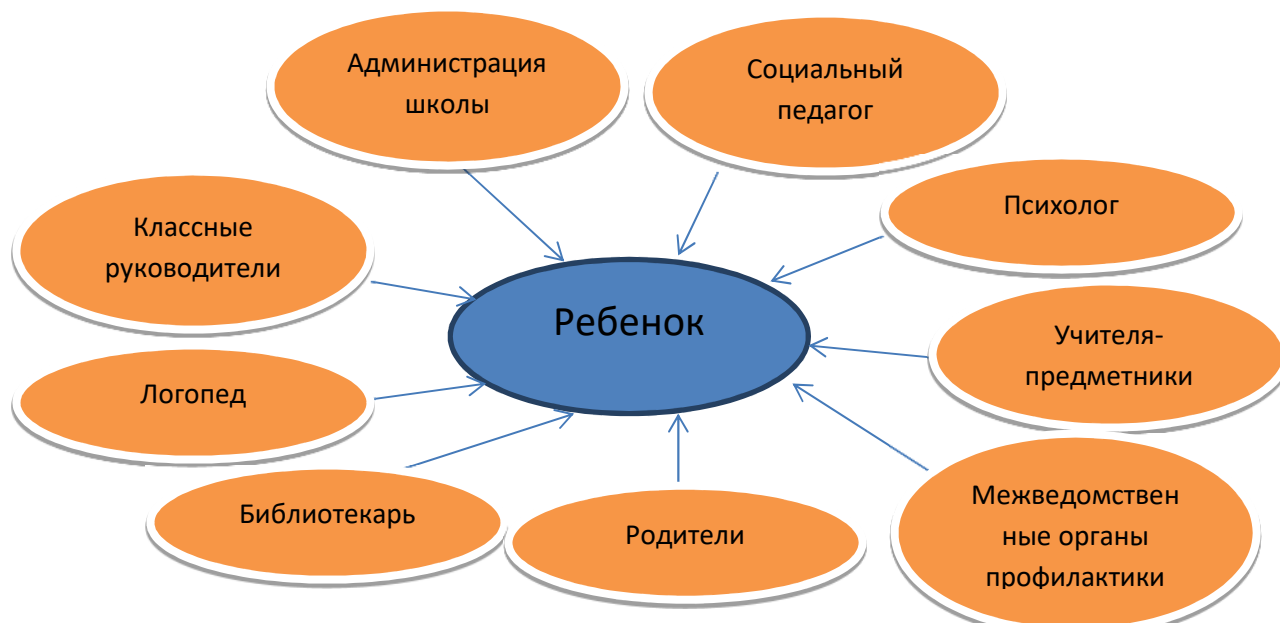 Администрация
школы
Социальный
педагог
Психолог
Классные
руководители
Ребенок
Учителя-
предметники
Логопед
Библиотекарь
Родители
Межведомствен
ные органы
профилактики